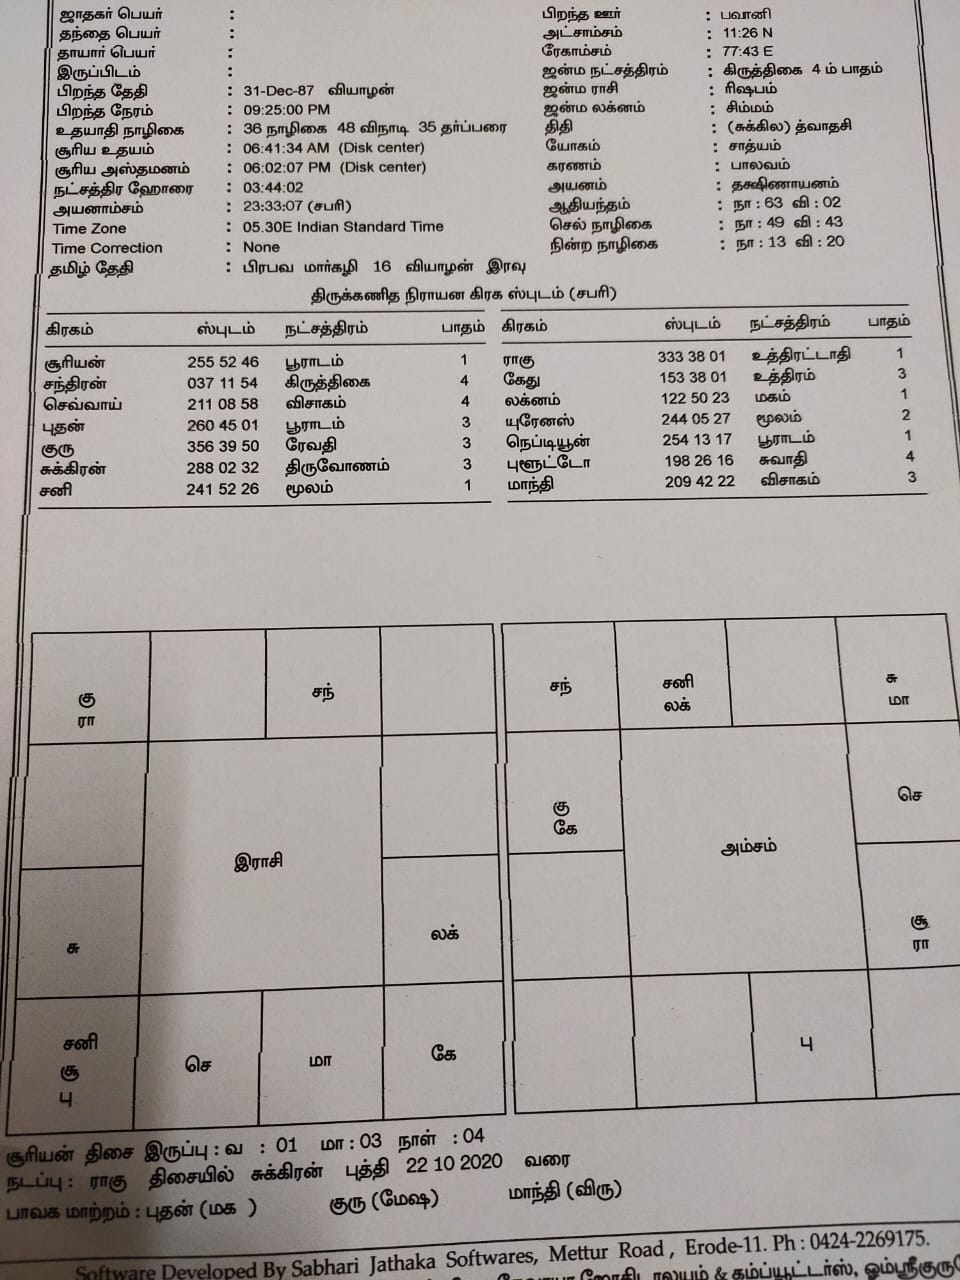 ஜாதகர் பெயர் :
தந்தை பெயர் :
தாயார் பெயர் :
இருப்பிடம் :
பிறந்த தேதி : 31-Dec-87 வியாழன்
பிறந்த நேரம் : 09:25:00 PM
உதயாதி நாழிகை : 36 நாழிகை 48 விநாடி 35 தர்ப்பரை
சூரிய உதயம் : 06:41:34 AM (Disk center)
சூரிய அஸ்தமனம் : 06:02:07 PM (Disk center)
நட்சத்திர ஹோரை : 03:44:02
அயனாம்சம் : 23:33:07 (சபரி)
Time Zone : 05.30E Indian Standard Time
Time Correction : None
தமிழ் தேதி : பிரபவ மார்கழி 16 வியாழன் இரவு
பிறந்த ஊர் : பவானி
அட்சாம்சம் : 11:26 N
ரேகாம்சம் : 77:43 E
ஜன்ம நட்சத்திரம் : கிருத்திகை 4 ம் பாதம்
ஜன்ம ராசி : ரிஷபம்
ஜன்ம லக்னம் : சிம்மம்
திதி : (சுக்கில) த்வாதசி
யோகம் : சாத்யம்
கரணம் : பாலவம்
அயனம் : தக்ஷிணாயனம்
ஆதியந்தம் : நா : 63 வி : 02
செல் நாழிகை : நா : 49 வி : 43
நின்ற நாழிகை : நா : 13 வி : 20
திருக்கணித நிராயன கிரக ஸ்புடம் (சபரி)
கிரகம் ஸ்புடம் நட்சத்திரம் பாதம்
சூரியன் 255 52 46 பூராடம் 1
சந்திரன் 037 11 54 கிருத்திகை 4
செவ்வாய் 211 08 58 விசாகம் 4
புதன் 260 45 01 பூராடம் 3
குரு 356 39 50 ரேவதி 3
சுக்கிரன் 288 02 32 திருவோணம் 3
சனி 241 52 26 மூலம் 1
கிரகம் ஸ்புடம் நட்சத்திரம் பாதம்
ராகு 333 38 01 உத்திரட்டாதி 1
கேது 153 38 01 உத்திரம் 3
லக்னம் 122 50 23 மகம் 1
யுரேனஸ் 244 05 27 மூலம் 2
நெப்டியூன் 254 13 17 பூராடம் 1
புளூட்டோ 198 26 16 சுவாதி 4
மாந்தி 209 42 22 விசாகம் 3
கு
ரா
சந்
இராசி
சு
லக்
சனி
சூ
பு
செ
மா
கே
சந்
சனி
லக்
சு
மா
கு
கே
செ
அம்சம்
சூ
ரா
பு
சூரியன் திசை இருப்பு : வ : 01 மா : 03 நாள் : 04
நடப்பு : ராகு திசையில் சுக்கிரன் புத்தி 22 10 2020 வரை
பாவக மாற்றம் : புதன் (மக ) குரு (மேஷ) மாந்தி (விரு)
Software Developed By Sabhari Jathaka Softwares, Mettur Road , Erode-11. Ph : 0424-2269175.
& கம்ப்யூட்டர்ஸ்,